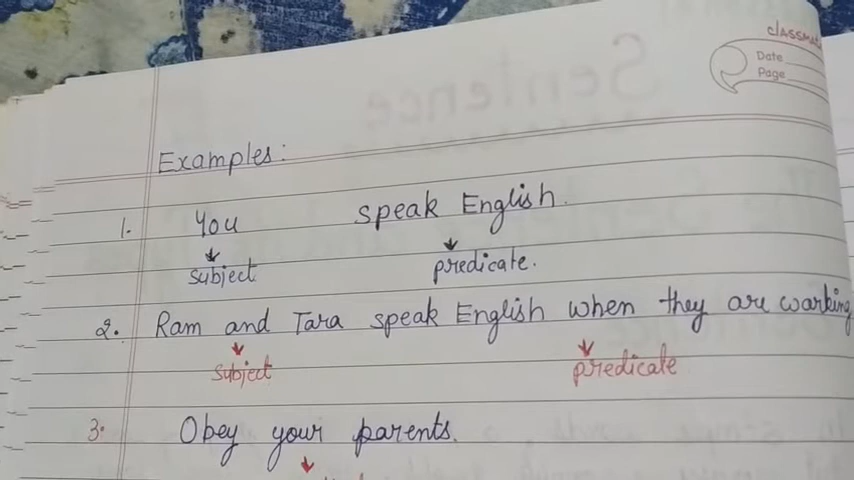 classmate
Date
Page
Examples:
1. You speak English.
subject predicate.
2. Ram and Tara speak English when they are working
subject predicate
3. Obey your parents.